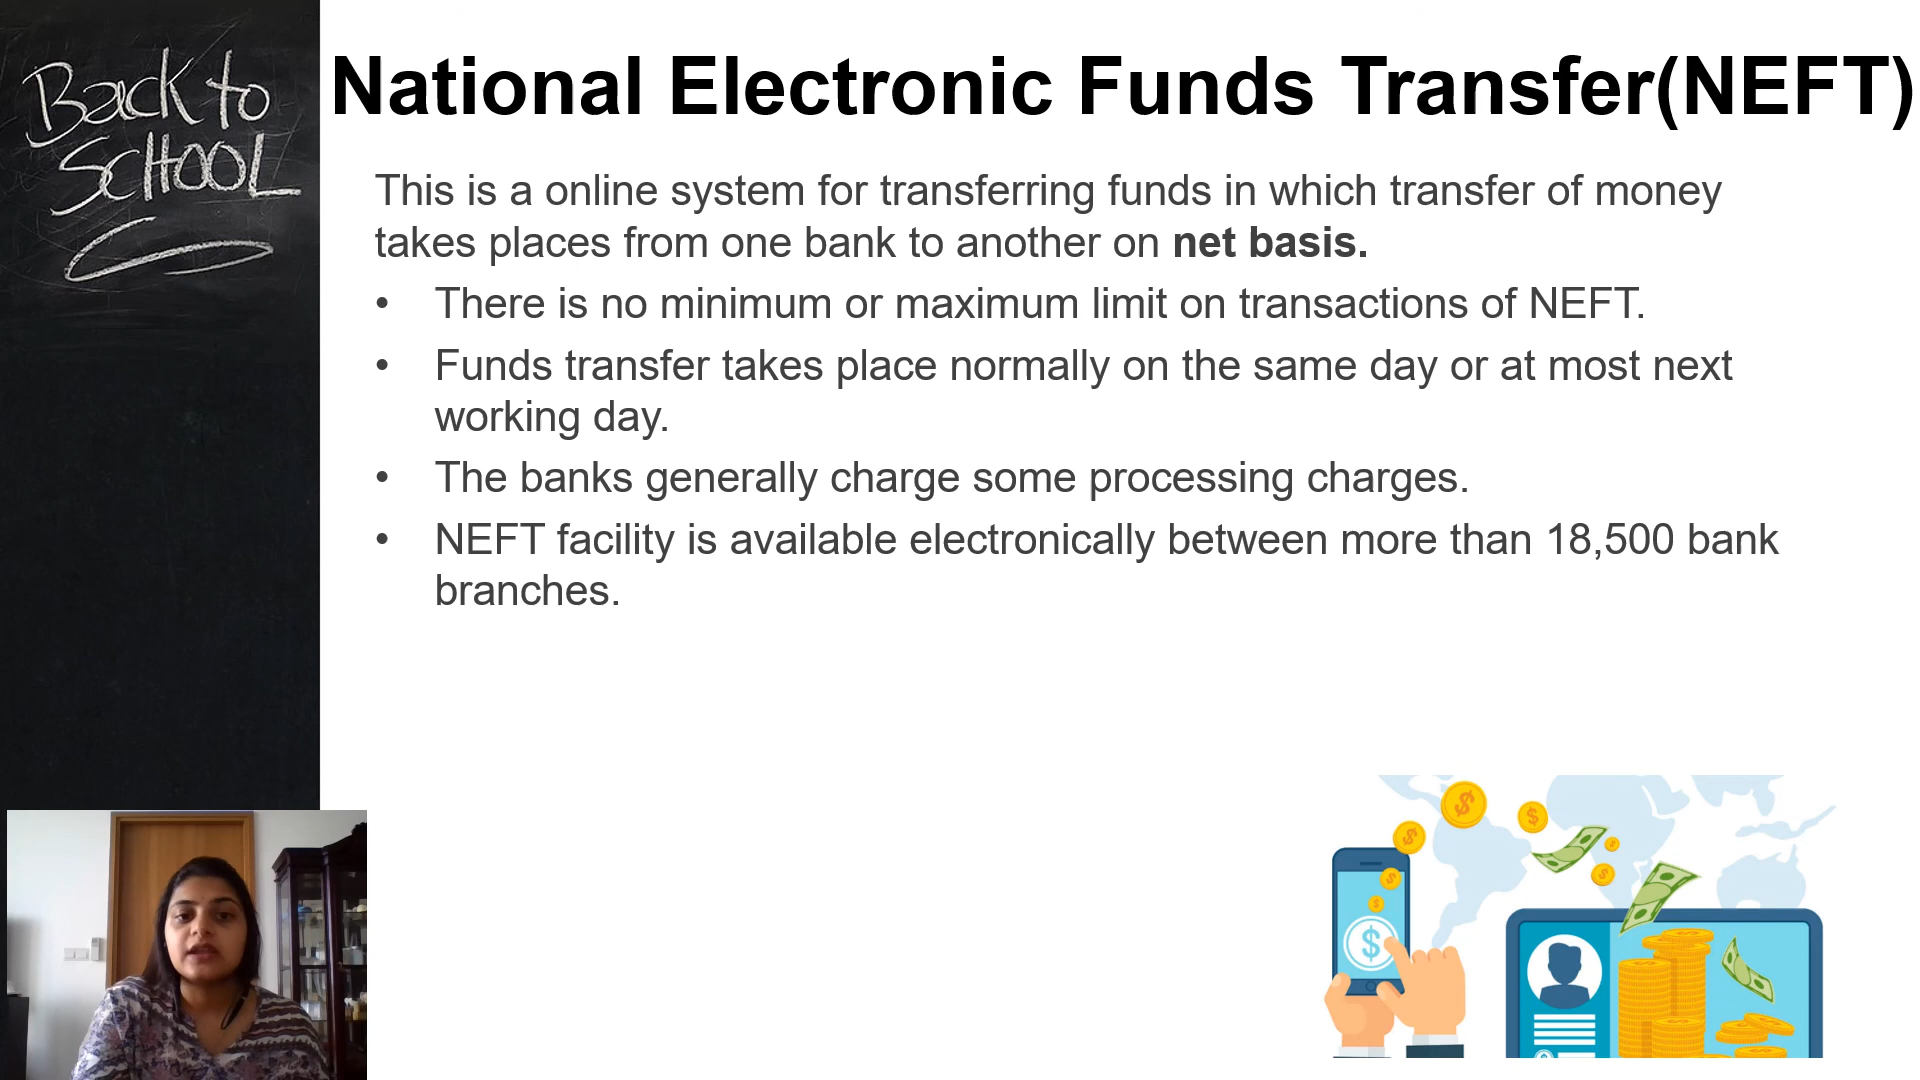 Back to
SCHOOL
National Electronic Funds Transfer(NEFT)
This is a online system for transferring funds in which transfer of money
takes places from one bank to another on net basis.
• There is no minimum or maximum limit on transactions of NEFT.
• Funds transfer takes place normally on the same day or at most next
working day.
• The banks generally charge some processing charges.
• NEFT facility is available electronically between more than 18,500 bank
branches.